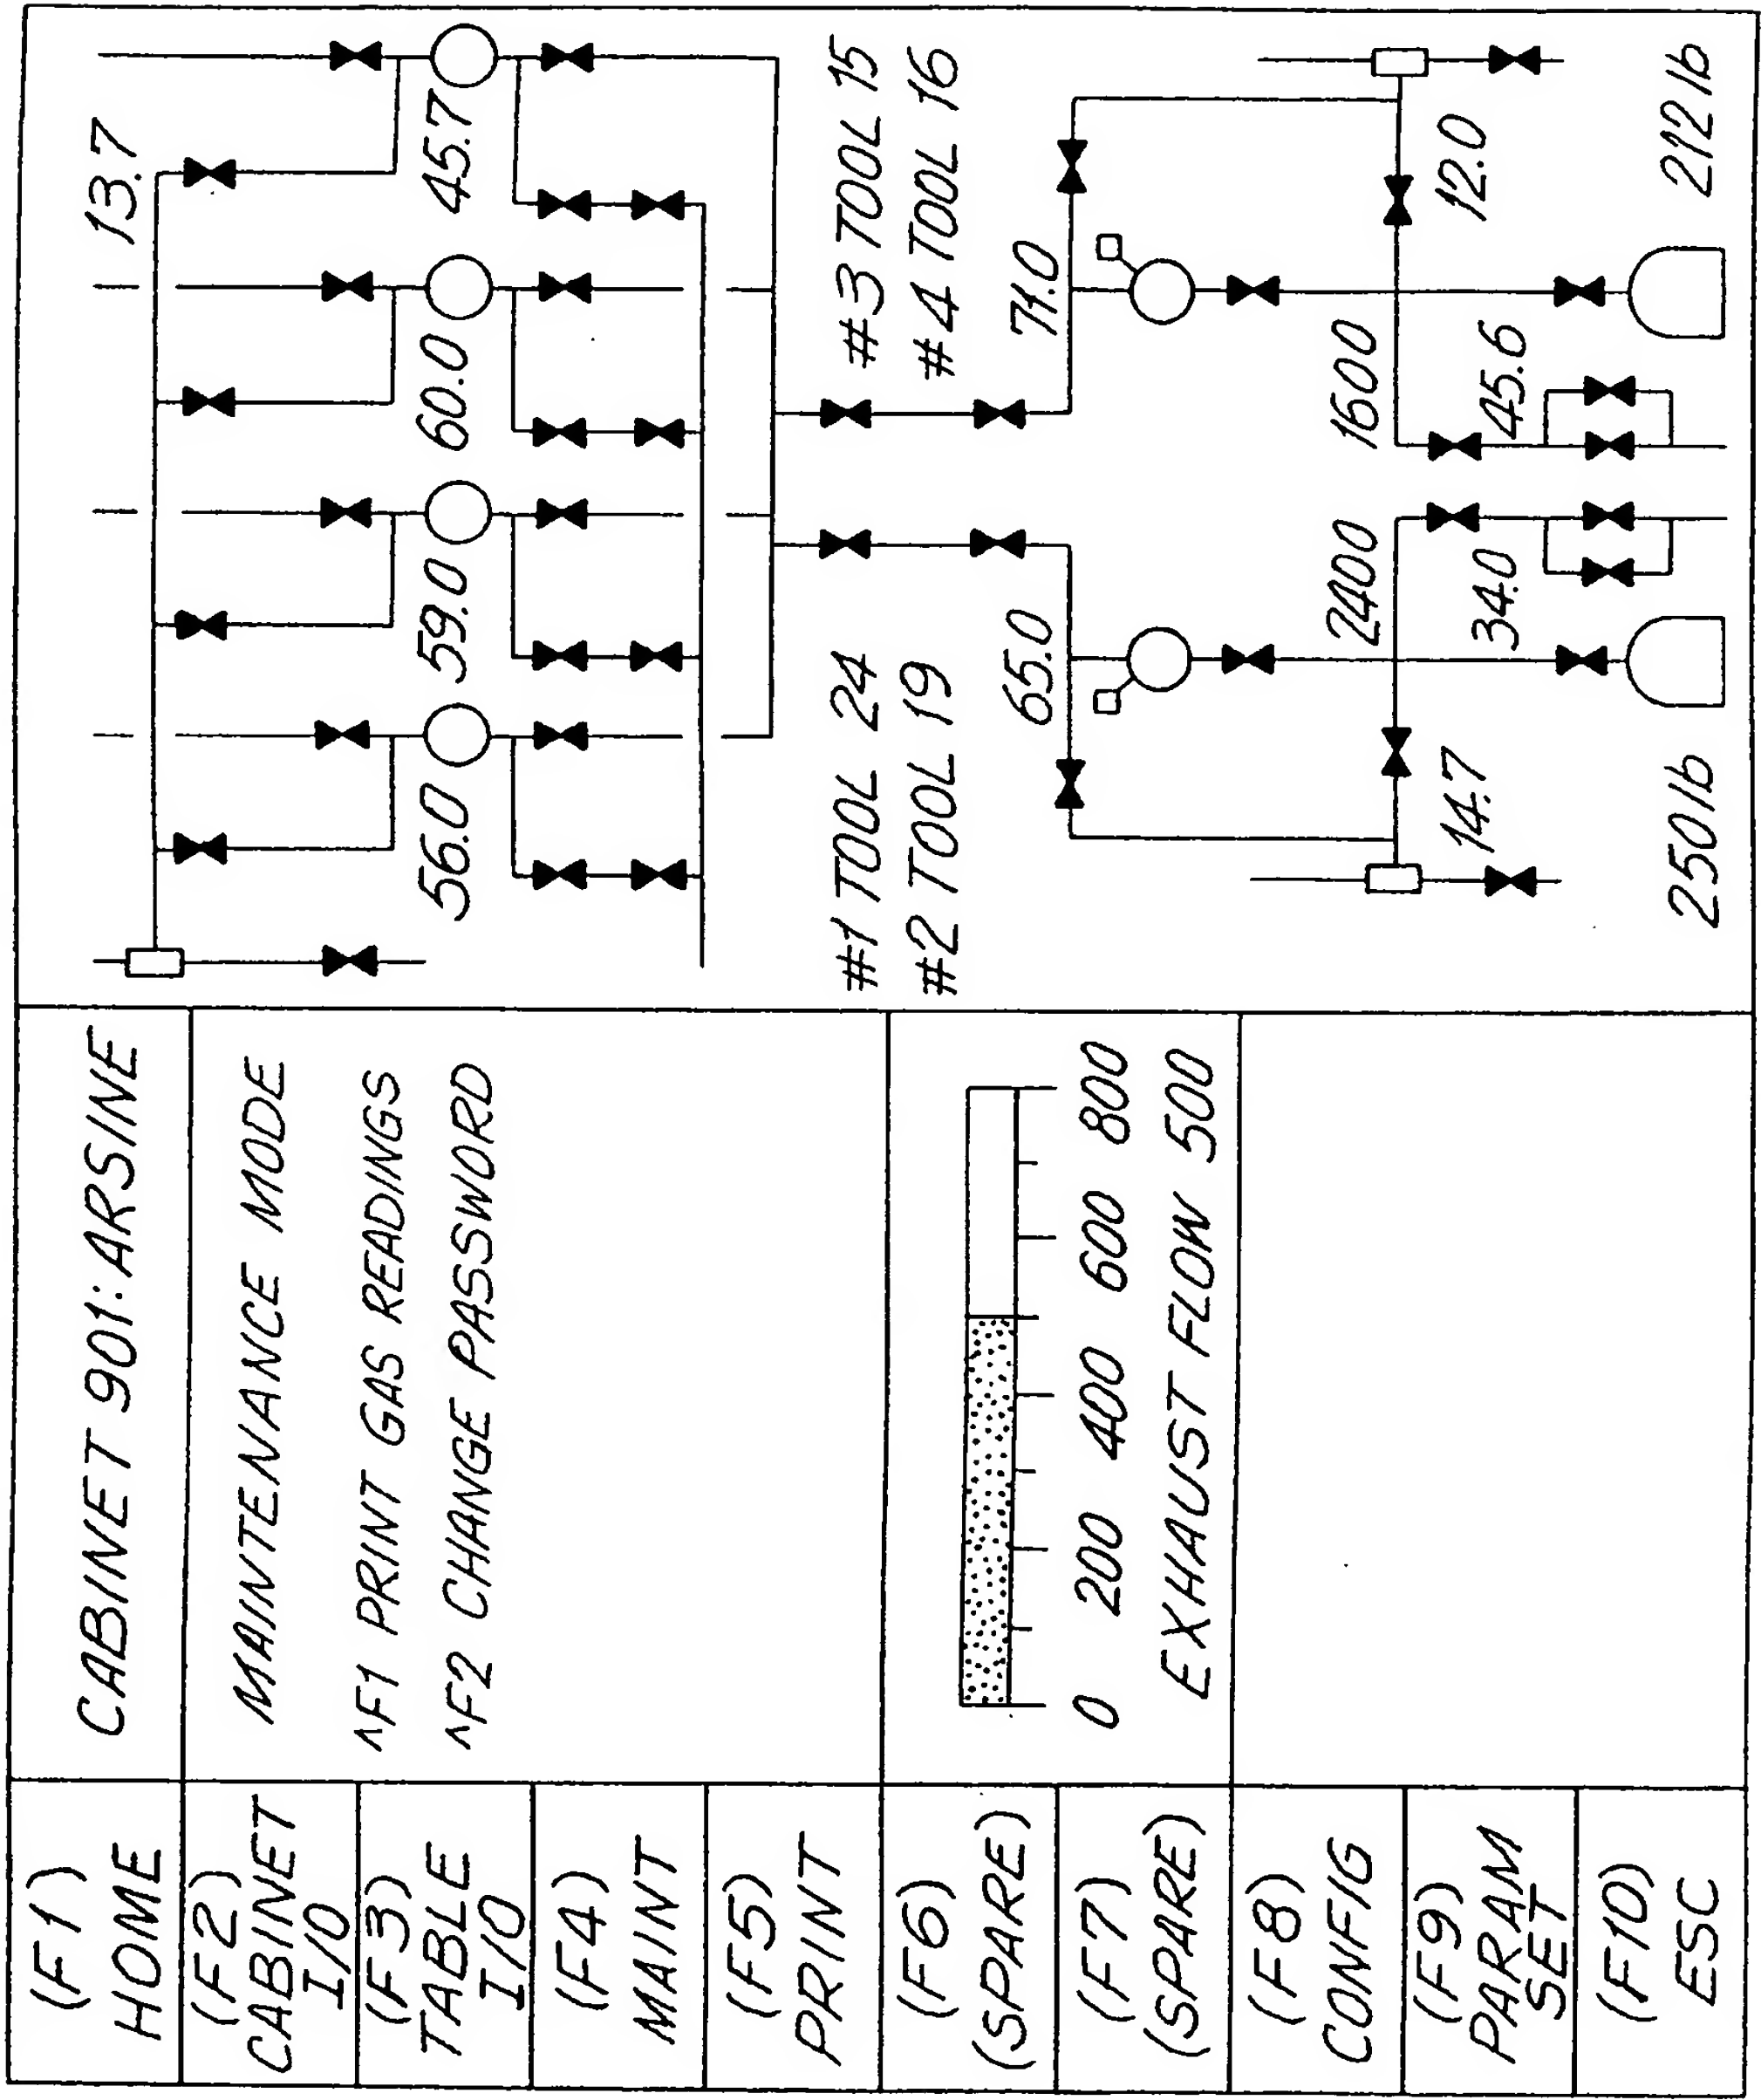 (F1)
HOME
(F2)
CABINET
I/O
(F3)
TABLE
I/O
(F4)
MAINT
(F5)
PRINT
(F6)
(SPARE)
(F7)
(SPARE)
(F8)
CONFIG
(F9)
PARAM
SET
(F10)
ESC
CABINET 901:ARSINE
MAINTENANCE MODE
^F1 PRINT GAS READINGS
^F2 CHANGE PASSWORD
0 200 400 600 800
EXHAUST FLOW 500
13.7
56.0 59.0 60.0 45.7
#1 TOOL 24 #3 TOOL 15
#2 TOOL 19 #4 TOOL 16
65.0 71.0
2400 1600
14.7 34.0 45.6 12.0
250 lb 212 lb